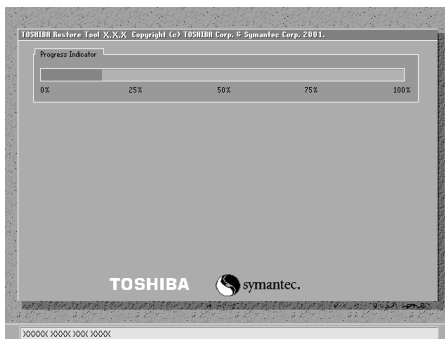 TOSHIBA Restore Tool X.X.X Copyright (c) TOSHIBA Corp. & Symantec Corp. 2001.
Progress Indicator
0% 25% 50% 75% 100%
TOSHIBA symantec.
XXXXX XXXX XXX XXXX